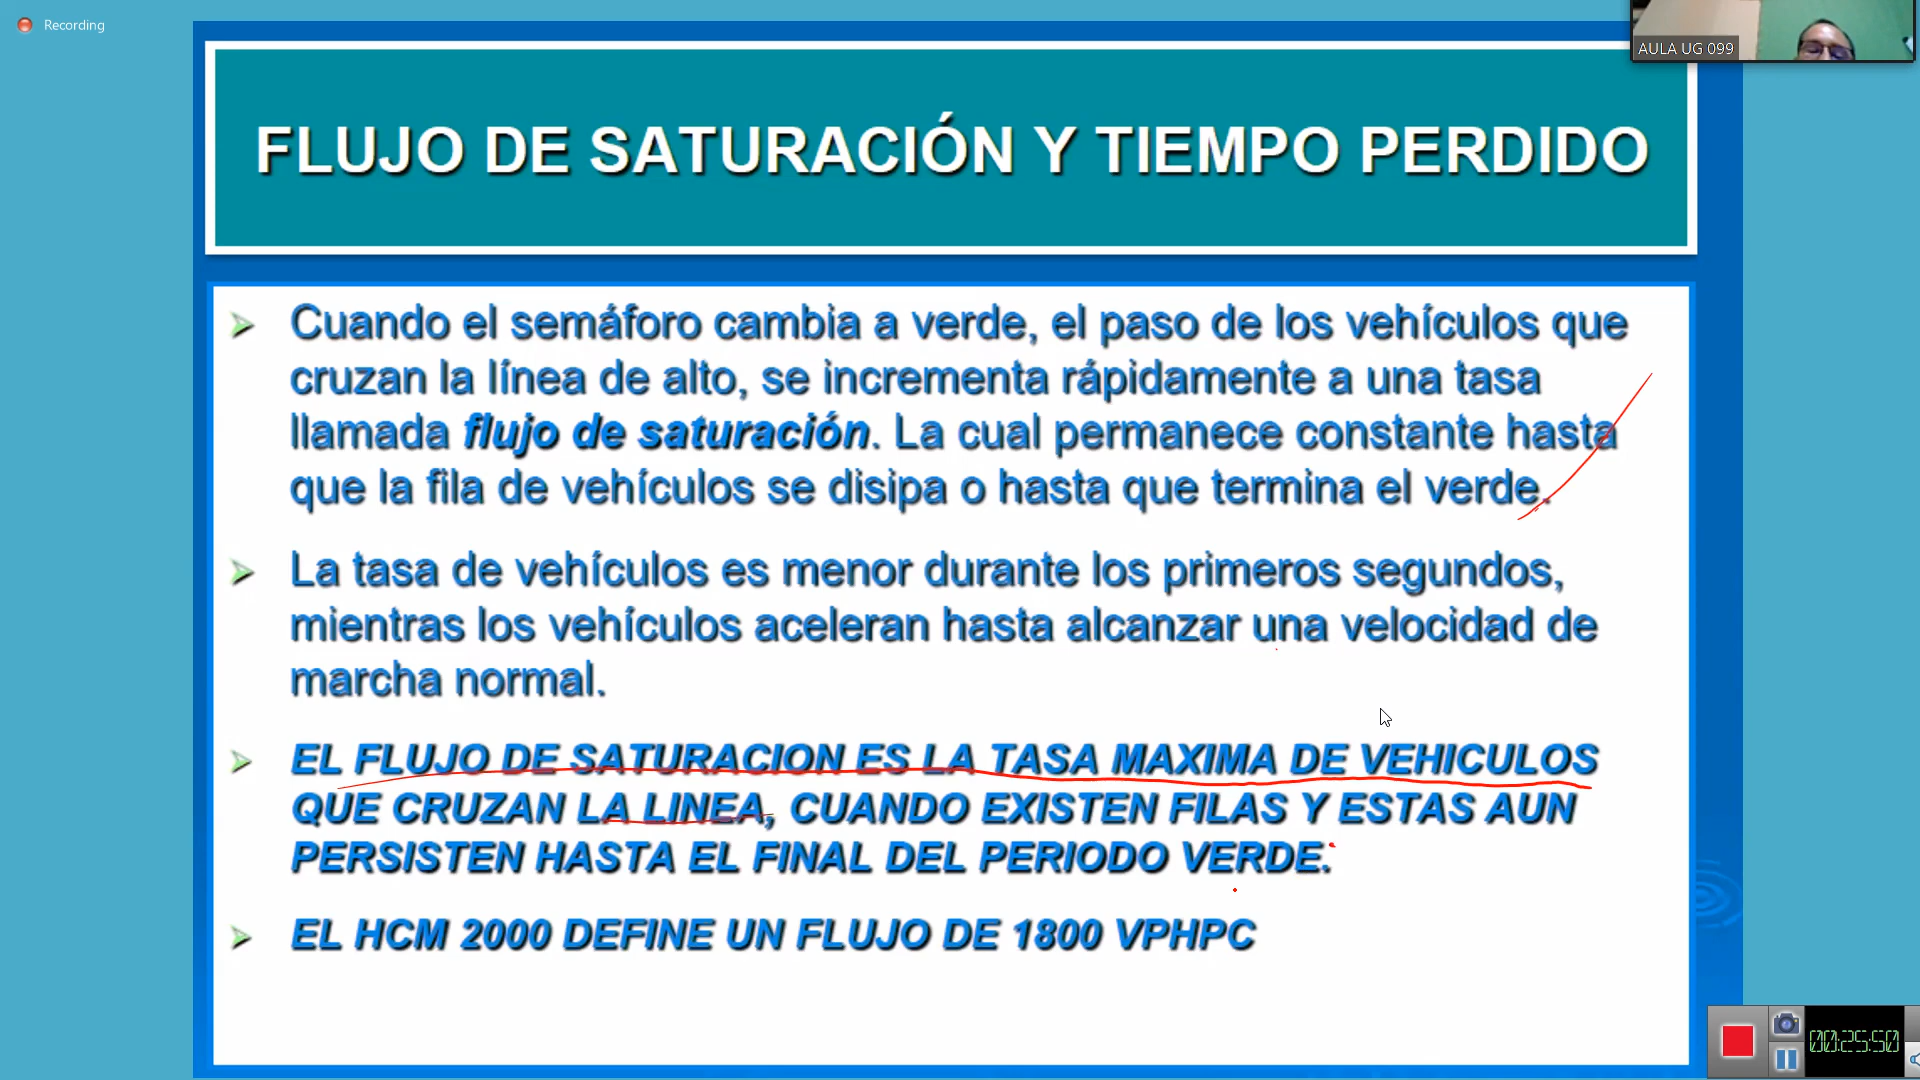 Recording
AULA UG 099
FLUJO DE SATURACIÓN Y TIEMPO PERDIDO
Cuando el semáforo cambia a verde, el paso de los vehículos que
cruzan la línea de alto, se incrementa rápidamente a una tasa
llamada flujo de saturación. La cual permanece constante hasta
que la fila de vehículos se disipa o hasta que termina el verde.
La tasa de vehículos es menor durante los primeros segundos,
mientras los vehículos aceleran hasta alcanzar una velocidad de
marcha normal.
EL FLUJO DE SATURACION ES LA TASA MAXIMA DE VEHICULOS
QUE CRUZAN LA LINEA, CUANDO EXISTEN FILAS Y ESTAS AUN
PERSISTEN HASTA EL FINAL DEL PERIODO VERDE.
EL HCM 2000 DEFINE UN FLUJO DE 1800 VPHPC
00:25:50